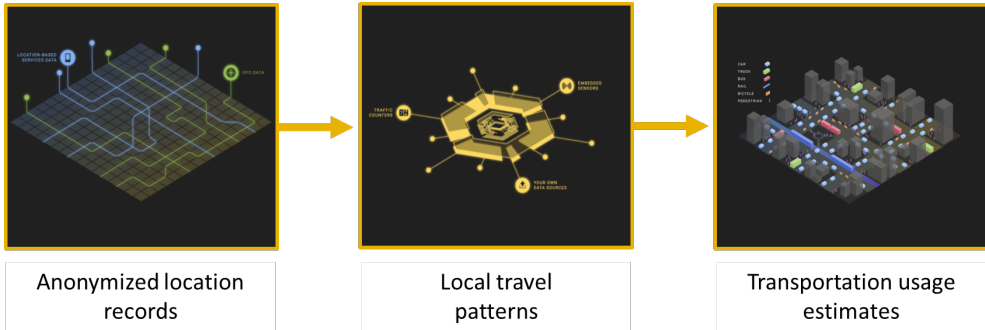 LOCATION-BASED
SERVICES DATA
GPS DATA
TRAFFIC
COUNTERS
EMBEDDED
SENSORS
YOUR OWN
DATA SOURCES
CAR
TRUCK
BUS
RAIL
BICYCLE
PEDESTRIAN
Anonymized location
records
Local travel
patterns
Transportation usage
estimates